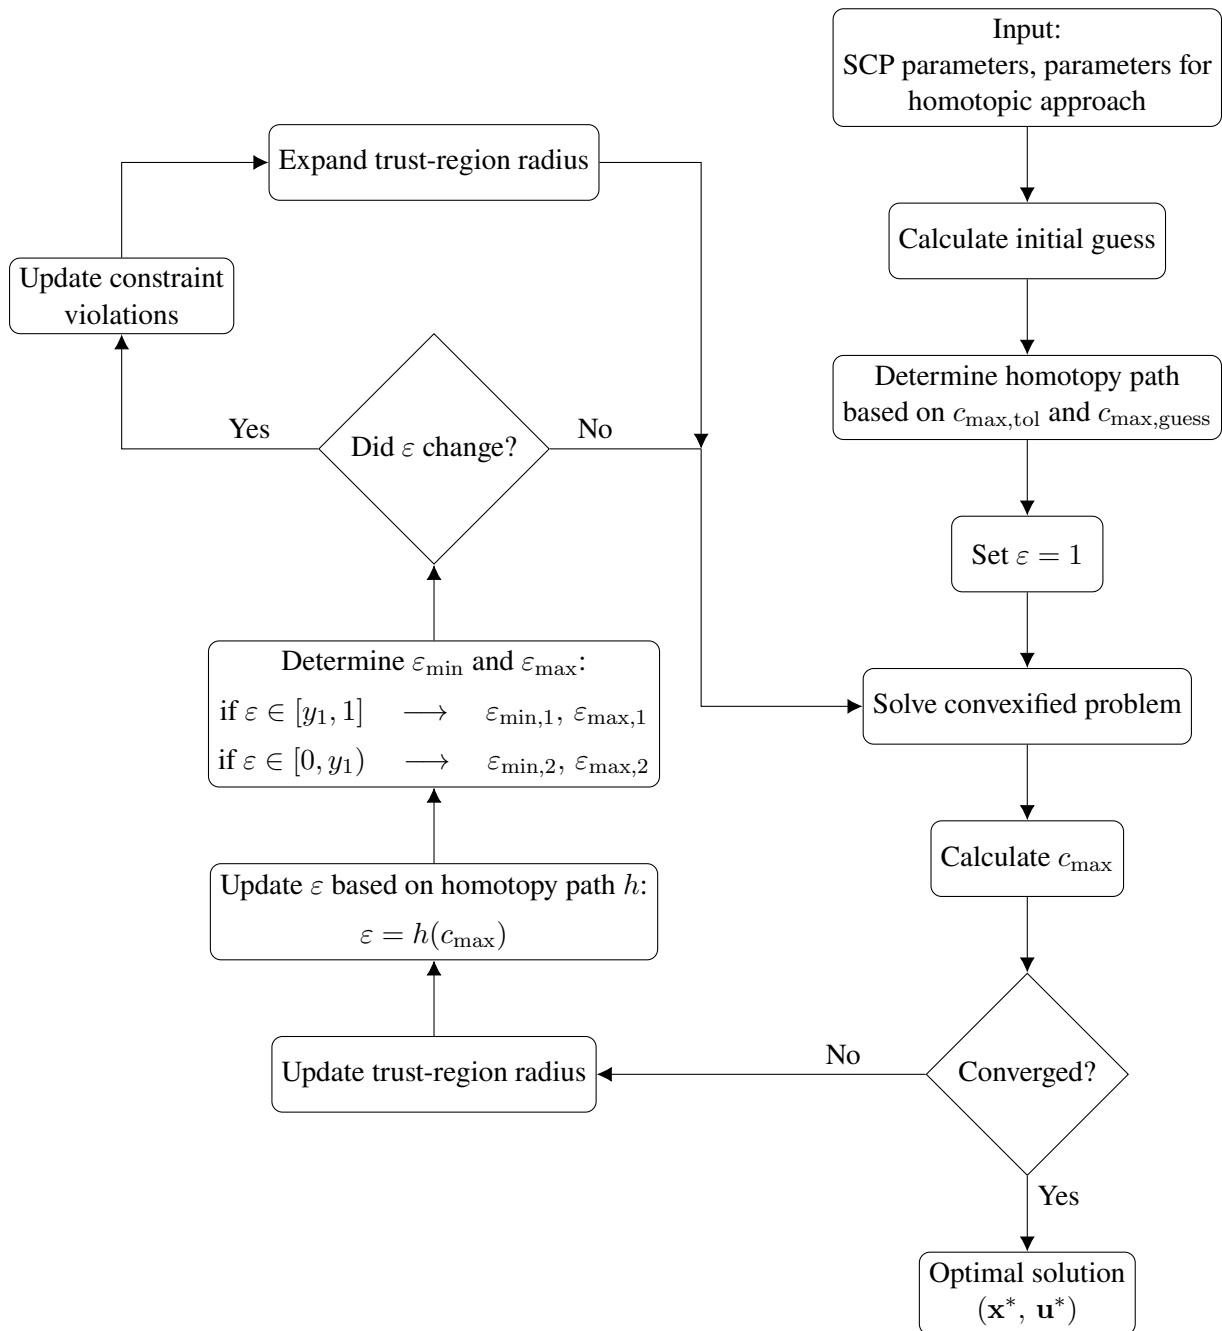 Input:
SCP parameters, parameters for
homotopic approach
Calculate initial guess
Determine homotopy path
based on c_max,tol and c_max,guess
Set ε = 1
Solve convexified problem
Calculate c_max
Converged?
No
Yes
Optimal solution
(x*, u*)
Update trust-region radius
Update ε based on homotopy path h:
ε = h(c_max)
Determine ε_min and ε_max:
if ε ∈ [y_1, 1] ⟶ ε_min,1, ε_max,1
if ε ∈ [0, y_1) ⟶ ε_min,2, ε_max,2
Did ε change?
Yes
No
Update constraint
violations
Expand trust-region radius